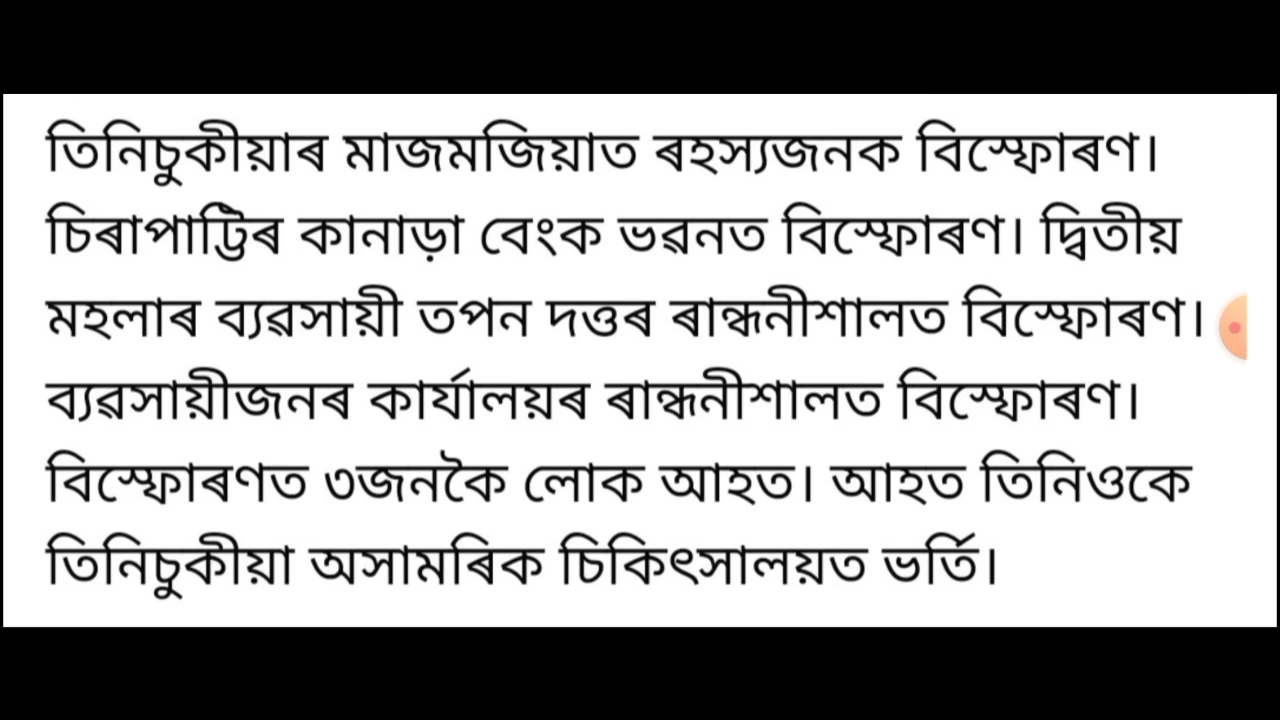 তিনিচুকীয়াৰ মাজমজিয়াত ৰহস্যজনক বিস্ফোৰণ।
চিৰাপাট্টিৰ কানাড়া বেংক ভৱনত বিস্ফোৰণ। দ্বিতীয়
মহলাৰ ব্যৱসায়ী তপন দত্তৰ ৰান্ধনীশালত বিস্ফোৰণ।
ব্যৱসায়ীজনৰ কাৰ্যালয়ৰ ৰান্ধনীশালত বিস্ফোৰণ।
বিস্ফোৰণত ৩জনকৈ লোক আহত। আহত তিনিওকে
তিনিচুকীয়া অসামৰিক চিকিৎসালয়ত ভৰ্তি।